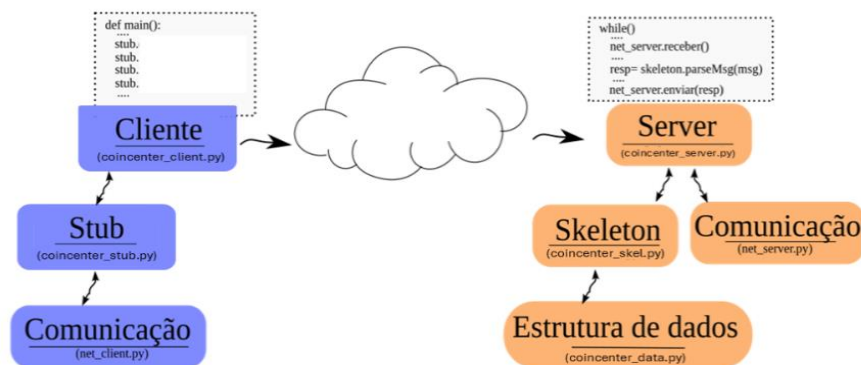 def main():
....
stub.
stub.
stub.
stub.
....
Cliente
(coincenter_client.py)
Stub
(coincenter_stub.py)
Comunicação
(net_client.py)
while()
....
net_server.receber()
....
resp= skeleton.parseMsg(msg)
....
net_server.enviar(resp)
Server
(coincenter_server.py)
Skeleton
(coincenter_skel.py)
Comunicação
(net_server.py)
Estrutura de dados
(coincenter_data.py)